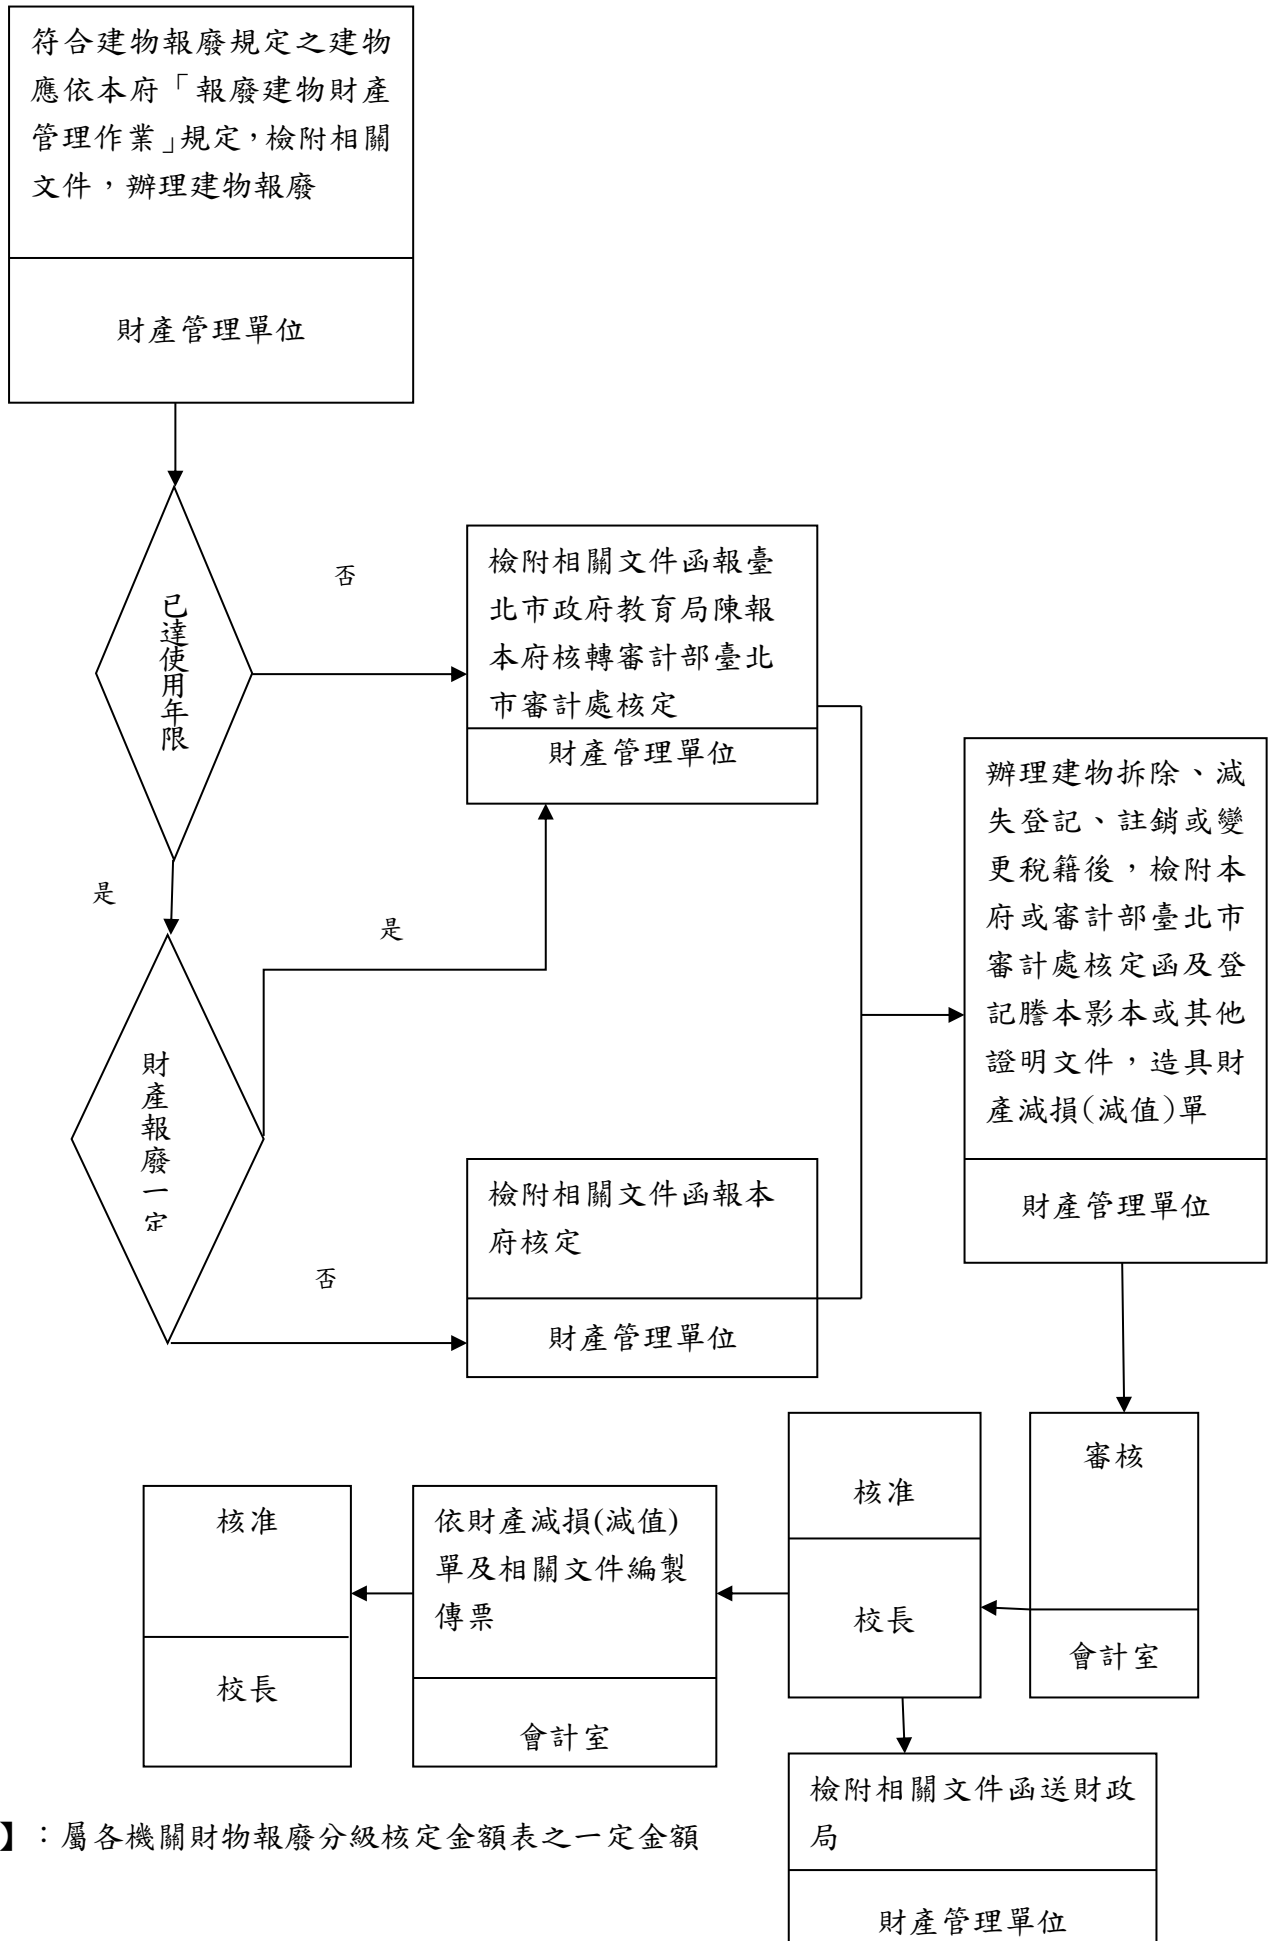 符合建物報廢規定之建物
應依本府「報廢建物財產
管理作業」規定，檢附相關
文件，辦理建物報廢
財產管理單位
已達使用年限
否
檢附相關文件函報臺
北市政府教育局陳報
本府核轉審計部臺北
市審計處核定
財產管理單位
是
是
財產報廢一定
否
檢附相關文件函報本
府核定
財產管理單位
辦理建物拆除、減
失登記、註銷或變
更稅籍後，檢附本
府或審計部臺北市
審計處核定函及登
記謄本影本或其他
證明文件，造具財
產減損(減值)單
財產管理單位
審核
會計室
核准
校長
依財產減損(減值)
單及相關文件編製
傳票
會計室
核准
校長
檢附相關文件函送財政
局
財產管理單位
】：屬各機關財物報廢分級核定金額表之一定金額